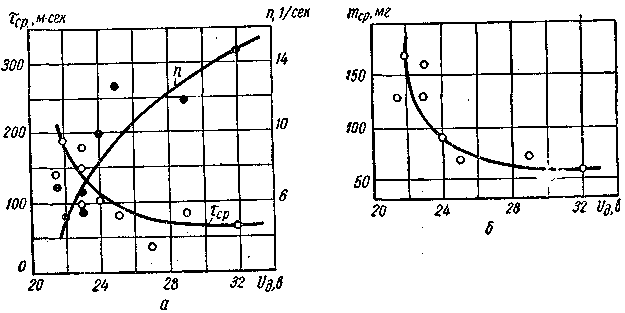 τср, м·сек
n, 1/сек
300
200
100
0
14
10
6
n
τср
20 24 28 32 Uд, в
а
mср, мг
150
100
50
20 24 28 32 Uд, в
б